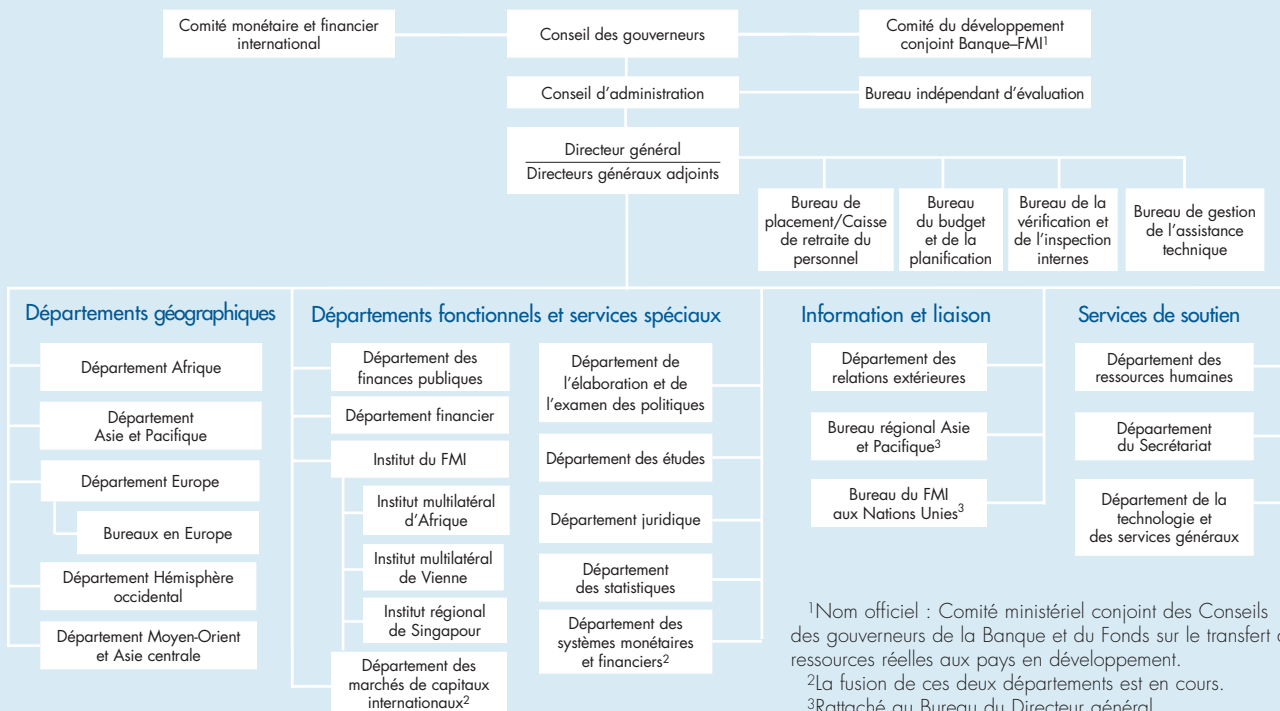 Comité monétaire et financier
international
Conseil des gouverneurs
Comité du développement
conjoint Banque–FMI¹
Conseil d'administration
Bureau indépendant d'évaluation
Directeur général
Directeurs généraux adjoints
Bureau de
placement/Caisse
de retraite du
personnel
Bureau
du budget
et de la
planification
Bureau de la
vérification et
de l'inspection
internes
Bureau de gestion
de l'assistance
technique
Départements géographiques
Département Afrique
Département
Asie et Pacifique
Département Europe
Bureaux en Europe
Département Hémisphère
occidental
Département Moyen-Orient
et Asie centrale
Départements fonctionnels et services spéciaux
Département des
finances publiques
Département financier
Institut du FMI
Institut multilatéral
d'Afrique
Institut multilatéral
de Vienne
Institut régional
de Singapour
Département des
marchés de capitaux
internationaux²
Département de
l'élaboration et de
l'examen des politiques
Département des études
Département juridique
Département
des statistiques
Département des
systèmes monétaires
et financiers²
Information et liaison
Département des
relations extérieures
Bureau régional Asie
et Pacifique³
Bureau du FMI
aux Nations Unies³
Services de soutien
Département des
ressources humaines
Dépaartement
du Secrétariat
Département de la
technologie et
des services généraux
¹Nom officiel : Comité ministériel conjoint des Conseils
des gouverneurs de la Banque et du Fonds sur le transfert
ressources réelles aux pays en développement.
²La fusion de ces deux départements est en cours.
³Rattaché au Bureau du Directeur général